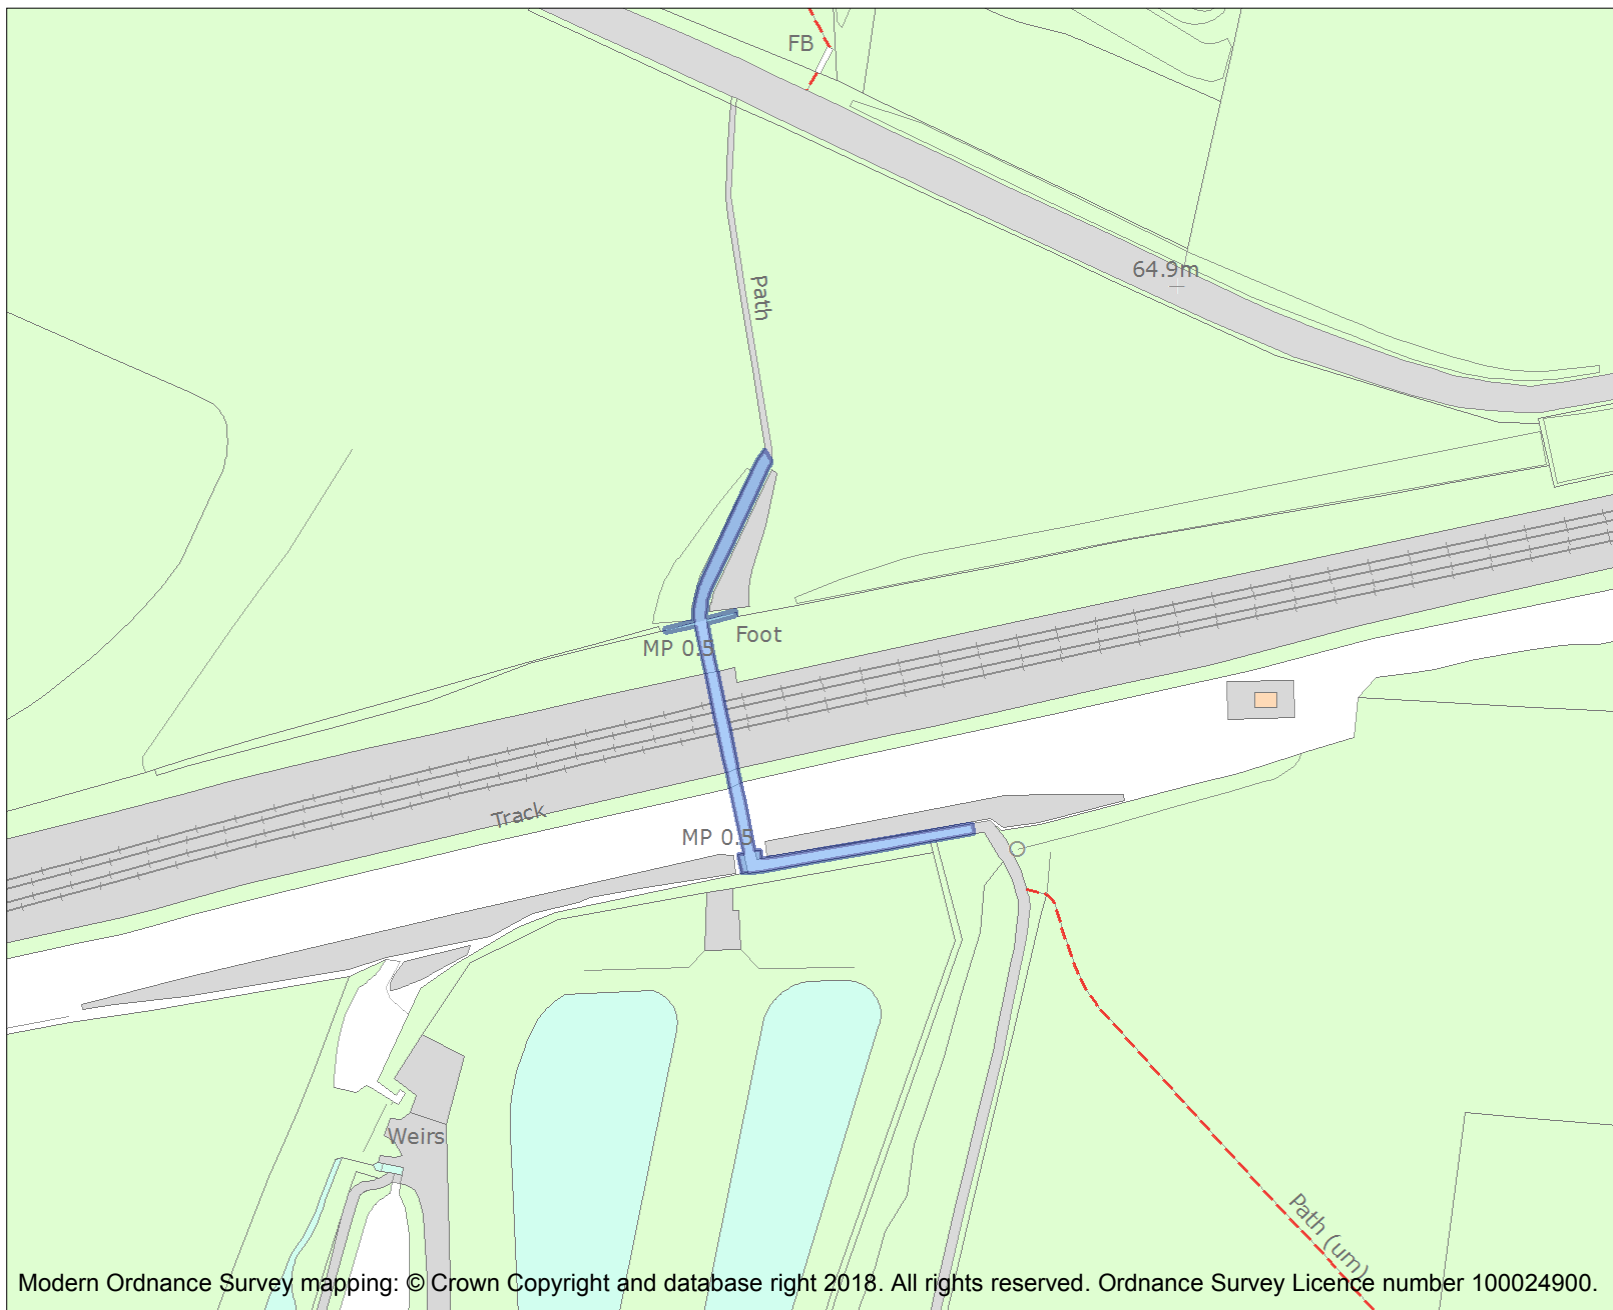 FB
64.9m
Path
Foot
MP 0.5
Track
MP 0.5
Weirs
Path (um)
Modern Ordnance Survey mapping: © Crown Copyright and database right 2018. All rights reserved. Ordnance Survey Licence number 100024900.